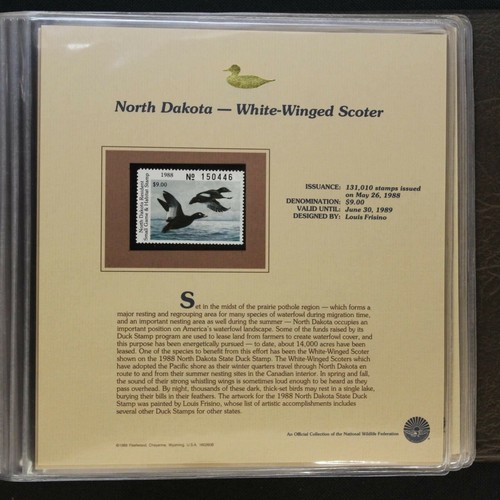 North Dakota — White-Winged Scoter
1988
No 150446
$9.00
North Dakota Resident
Small Game & Habitat Stamp
ISSUANCE: 131,010 stamps issued
on May 26, 1988
DENOMINATION: $9.00
VALID UNTIL: June 30, 1989
DESIGNED BY: Louis Frisino
Set in the midst of the prairie pothole region — which forms a
major resting and regrouping area for many species of waterfowl during migration time,
and an important nesting area as well during the summer — North Dakota occupies an
important position on America's waterfowl landscape. Some of the funds raised by its
Duck Stamp program are used to lease land from farmers to create waterfowl cover, and
this purpose has been energetically pursued — to date, about 14,000 acres have been
leased. One of the species to benefit from this effort has been the White-Winged Scoter
shown on the 1988 North Dakota State Duck Stamp. The White-Winged Scoters which
have adopted the Pacific shore as their winter quarters travel through North Dakota en
route to and from their summer nesting sites in the Canadian interior. In spring and fall,
the sound of their strong whistling wings is sometimes loud enough to be heard as they
pass overhead. By night, thousands of these dark, thick-set birds may rest in a single lake,
burying their bills in their feathers. The artwork for the 1988 North Dakota State Duck
Stamp was painted by Louis Frisino, whose list of artistic accomplishments includes
several other Duck Stamps for other states.
An Official Collection of the National Wildlife Federation
Fleetwood, Cheyenne, Wyoming, U.S.A.